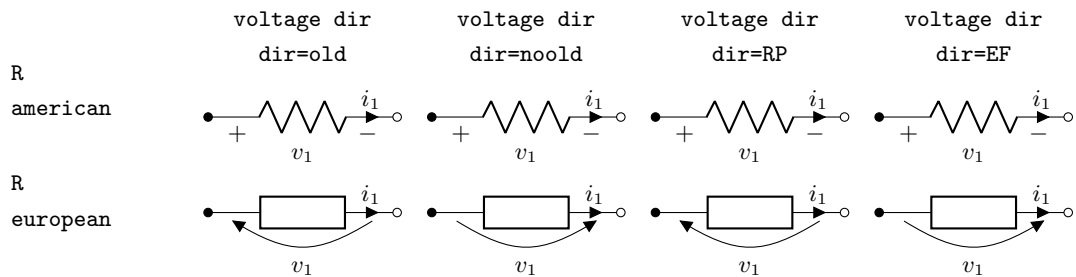 voltage dir voltage dir voltage dir voltage dir
dir=old dir=noold dir=RP dir=EF
R
american
i₁ i₁ i₁ i₁
+ − + − + − + −
v₁ v₁ v₁ v₁
R
european
i₁ i₁ i₁ i₁
v₁ v₁ v₁ v₁